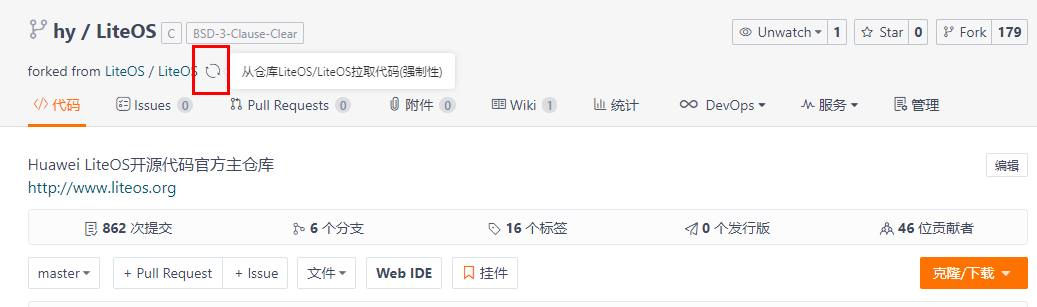 hy / LiteOS C BSD-3-Clause-Clear Unwatch 1 Star 0 Fork 179
forked from LiteOS / LiteOS 从仓库LiteOS/LiteOS拉取代码(强制性)
代码 Issues 0 Pull Requests 0 附件 0 Wiki 1 统计 DevOps 服务 管理
Huawei LiteOS开源代码官方主仓库 编辑
http://www.liteos.org
862 次提交 6 个分支 16 个标签 0 个发行版 46 位贡献者
master + Pull Request + Issue 文件 Web IDE 挂件 克隆/下载